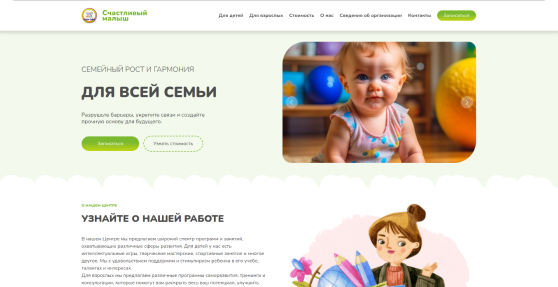 Счастливый
малыш
Для детей Для взрослых Стоимость О нас Сведения об организации Контакты Записаться
СЕМЕЙНЫЙ РОСТ И ГАРМОНИЯ
ДЛЯ ВСЕЙ СЕМЬИ
Разрушьте барьеры, укрепите связи и создайте
прочную основу для будущего.
Записаться Узнать стоимость
О НАШЕМ ЦЕНТРЕ
УЗНАЙТЕ О НАШЕЙ РАБОТЕ
В нашем Центре мы предлагаем широкий спектр программ и занятий,
охватывающих различные сферы развития. Для детей у нас есть
интеллектуальные игры, творческие мастерские, спортивные занятия и многое
другое. Мы с удовольствием поддержим и стимулируем ребенка в его учебе,
талантах и интересах.
Для взрослых мы предлагаем различные программы саморазвития, тренинги и
консультации, которые помогут вам раскрыть весь ваш потенциал, улучшить